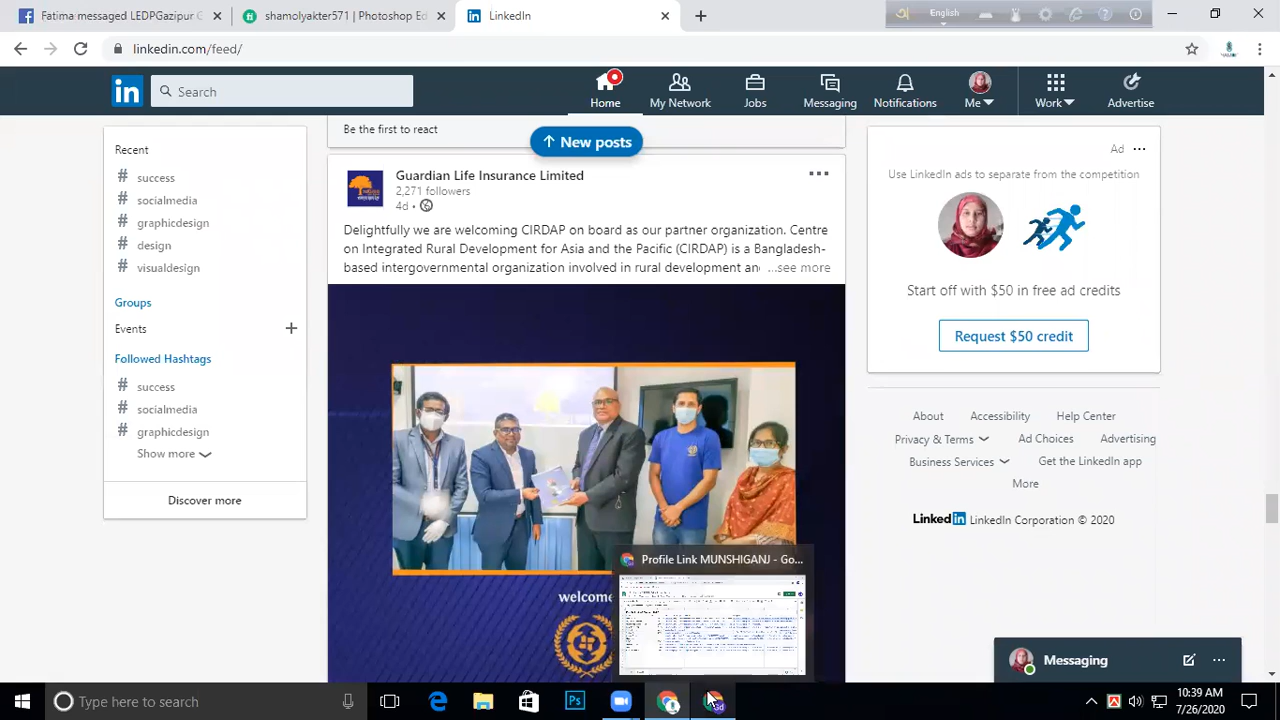 Fatima messaged LEDPGazipur G
shamolyakter571 | Photoshop Ed
LinkedIn
English
linkedin.com/feed/
in
Search
Home
My Network
Jobs
Messaging
Notifications
Me
Work
Advertise
Be the first to react
↑ New posts
Recent
# success
# socialmedia
# graphicdesign
# design
# visualdesign
Groups
Events +
Followed Hashtags
# success
# socialmedia
# graphicdesign
Show more
Discover more
Guardian Life Insurance Limited
2,271 followers
4d •
Delightfully we are welcoming CIRDAP on board as our partner organization. Centre
on Integrated Rural Development for Asia and the Pacific (CIRDAP) is a Bangladesh-
based intergovernmental organization involved in rural development an ...see more
welcome
Ad
Use LinkedIn ads to separate from the competition
Start off with $50 in free ad credits
Request $50 credit
About Accessibility Help Center
Privacy & Terms Ad Choices Advertising
Business Services Get the LinkedIn app
More
LinkedIn LinkedIn Corporation © 2020
Profile Link MUNSHIGANJ - Go...
Messaging
Type here to search
Ps
10:39 AM
7/26/2020